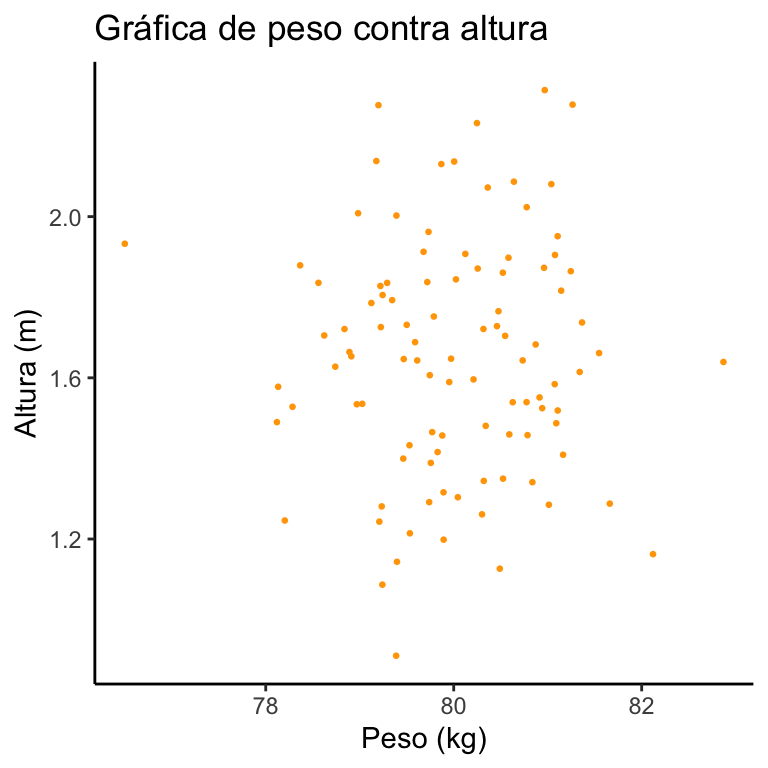 Gráfica de peso contra altura
Altura (m)
2.0
1.6
1.2
78 80 82
Peso (kg)